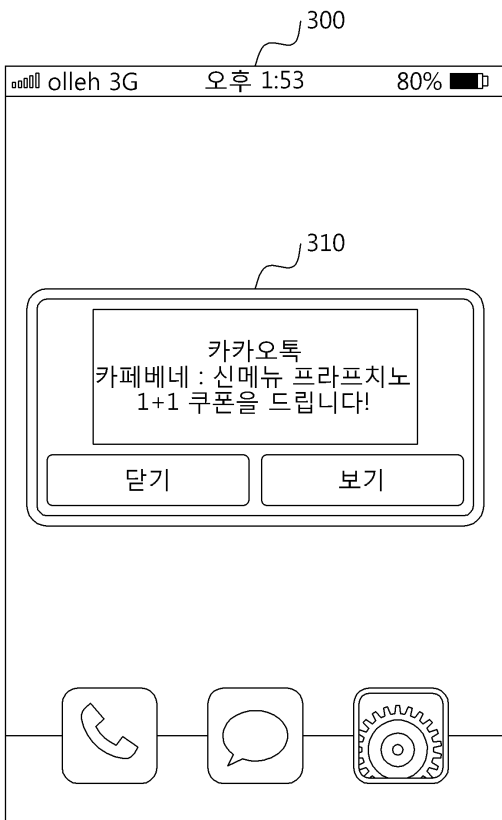 300
olleh 3G 오후 1:53 80%
310
카카오톡
카페베네 : 신메뉴 프라프치노
1+1 쿠폰을 드립니다!
닫기 보기